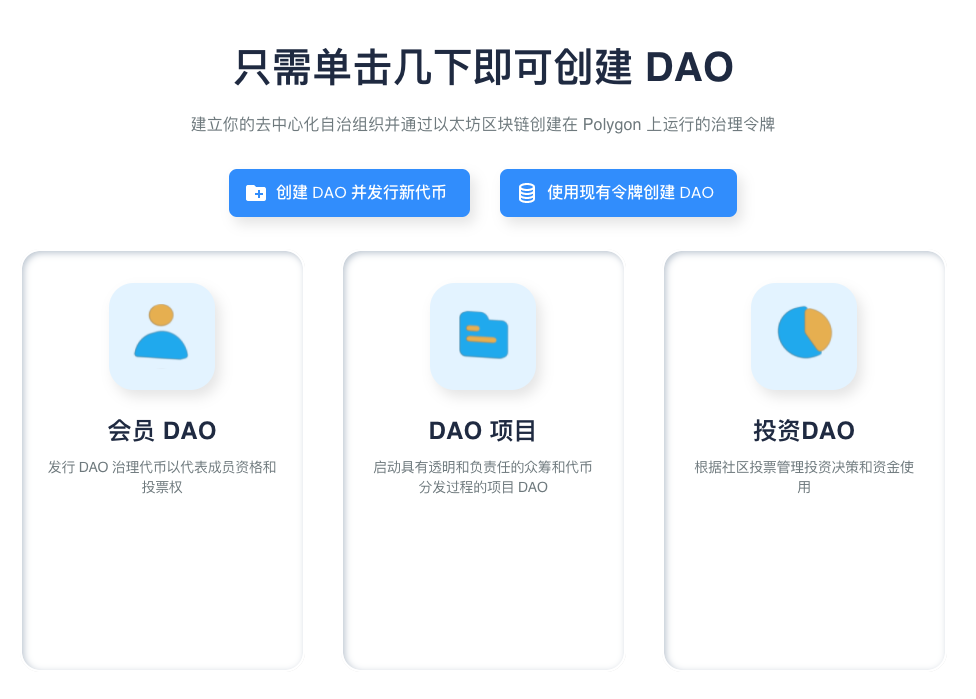 只需单击几下即可创建 DAO
建立你的去中心化自治组织并通过以太坊区块链创建在 Polygon 上运行的治理令牌
创建 DAO 并发行新代币
使用现有令牌创建 DAO
会员 DAO
发行 DAO 治理代币以代表成员资格和
投票权
DAO 项目
启动具有透明和负责任的众筹和代币
分发过程的项目 DAO
投资DAO
根据社区投票管理投资决策和资金使
用